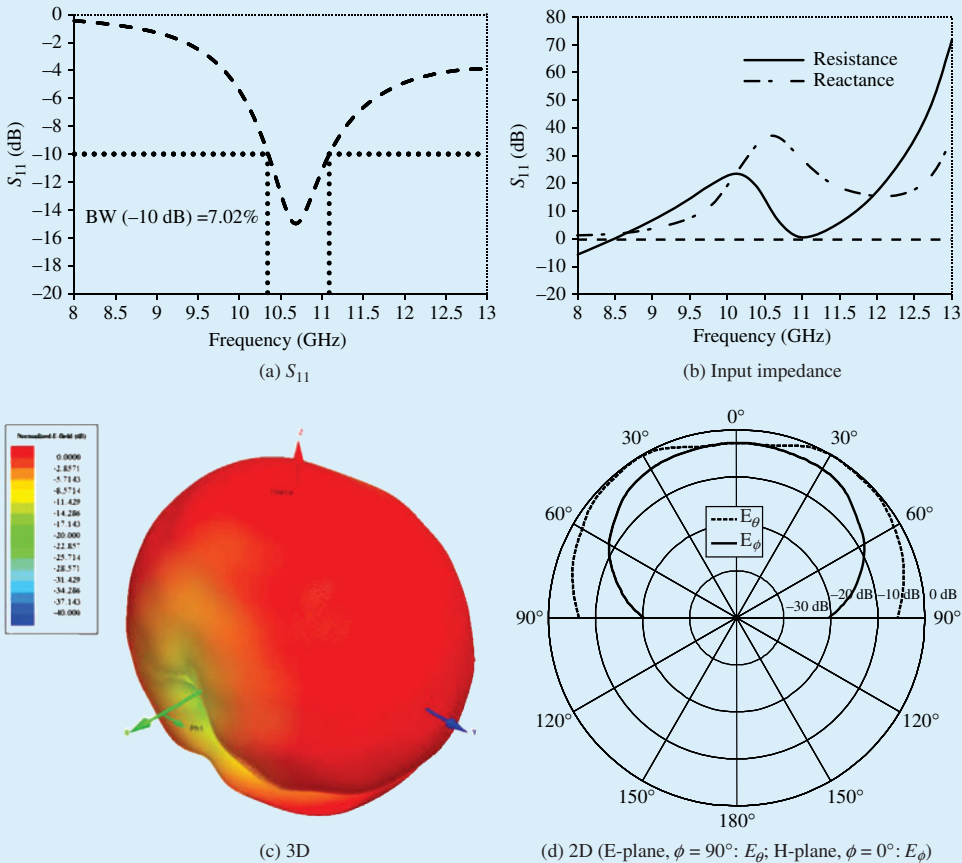 0
–2
–4
–6
–8
–10
–12
–14
–16
–18
–20
S11 (dB)
BW (–10 dB) =7.02%
8 8.5 9 9.5 10 10.5 11 11.5 12 12.5 13
Frequency (GHz)
(a) S11
80
70
60
50
40
30
20
10
0
–10
–20
S11 (dB)
Resistance
Reactance
8 8.5 9 9.5 10 10.5 11 11.5 12 12.5 13
Frequency (GHz)
(b) Input impedance
Normalized E-field (dB)
0.0000
-2.8571
-5.7143
-8.5714
-11.429
-14.286
-17.143
-20.000
-22.857
-25.714
-28.571
-31.429
-34.286
-37.143
-40.000
Z
Phi
(c) 3D
0°
30° 30°
60° 60°
Eθ
Eϕ
–30 dB –20 dB –10 dB 0 dB
90° 90°
120° 120°
150° 150°
180°
(d) 2D (E-plane, ϕ = 90°: Eθ; H-plane, ϕ = 0°: Eϕ)